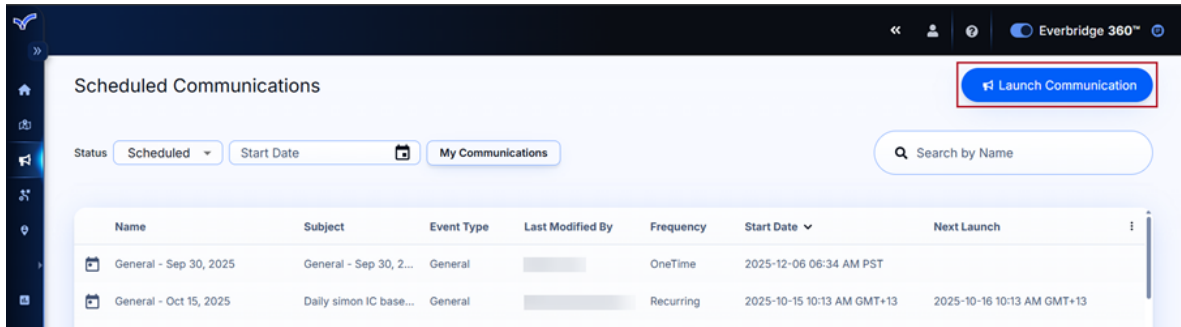 Everbridge 360™
Scheduled Communications
Launch Communication
Status Scheduled Start Date My Communications Search by Name
Name Subject Event Type Last Modified By Frequency Start Date Next Launch
General - Sep 30, 2025 General - Sep 30, 2... General OneTime 2025-12-06 06:34 AM PST
General - Oct 15, 2025 Daily simon IC base... General Recurring 2025-10-15 10:13 AM GMT+13 2025-10-16 10:13 AM GMT+13